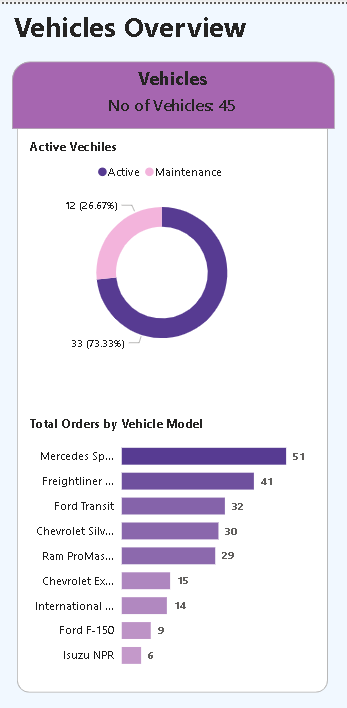 Vehicles Overview
Vehicles
No of Vehicles: 45
Active Vechiles
Active Maintenance
12 (26.67%)
33 (73.33%)
Total Orders by Vehicle Model
Mercedes Sp... 51
Freightliner ... 41
Ford Transit 32
Chevrolet Silv... 30
Ram ProMas... 29
Chevrolet Ex... 15
International ... 14
Ford F-150 9
Isuzu NPR 6